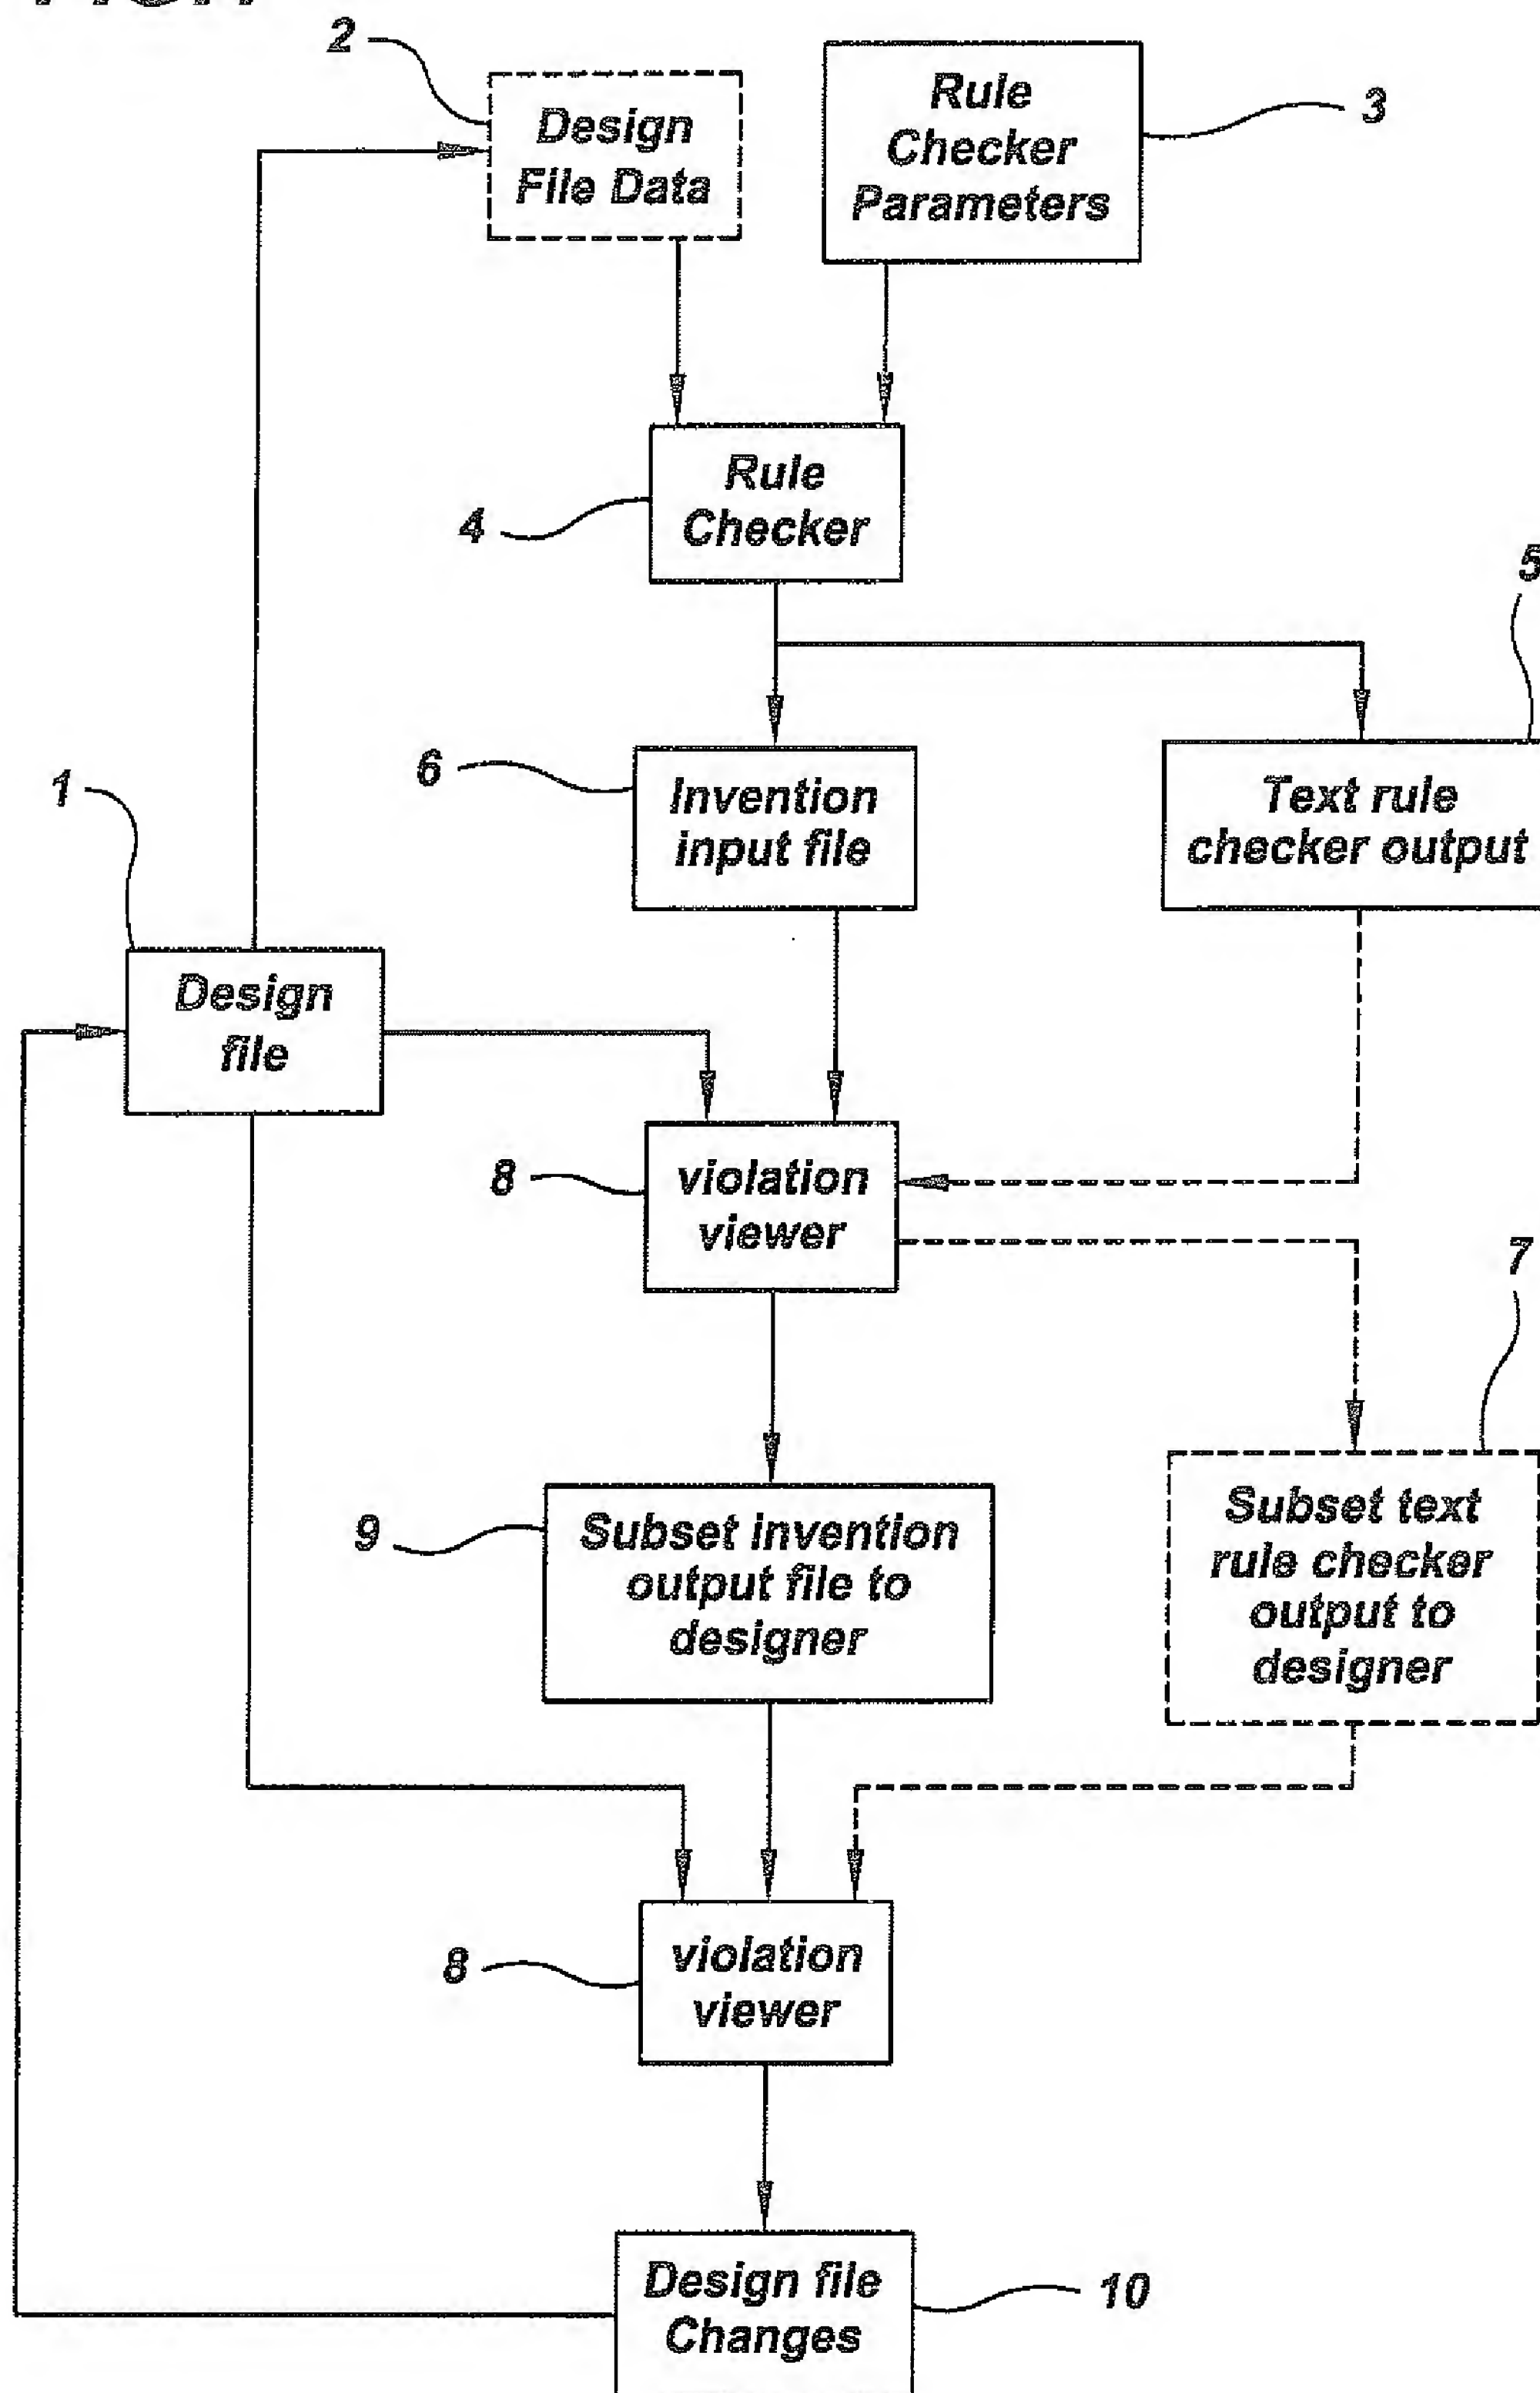 2
Design
File Data
Rule
Checker
Parameters
3
Rule
Checker
4
5
6
Invention
input file
Text rule
checker output
1
Design
file
8
violation
viewer
7
9
Subset invention
output file to
designer
Subset text
rule checker
output to
designer
8
violation
viewer
Design file
Changes
10